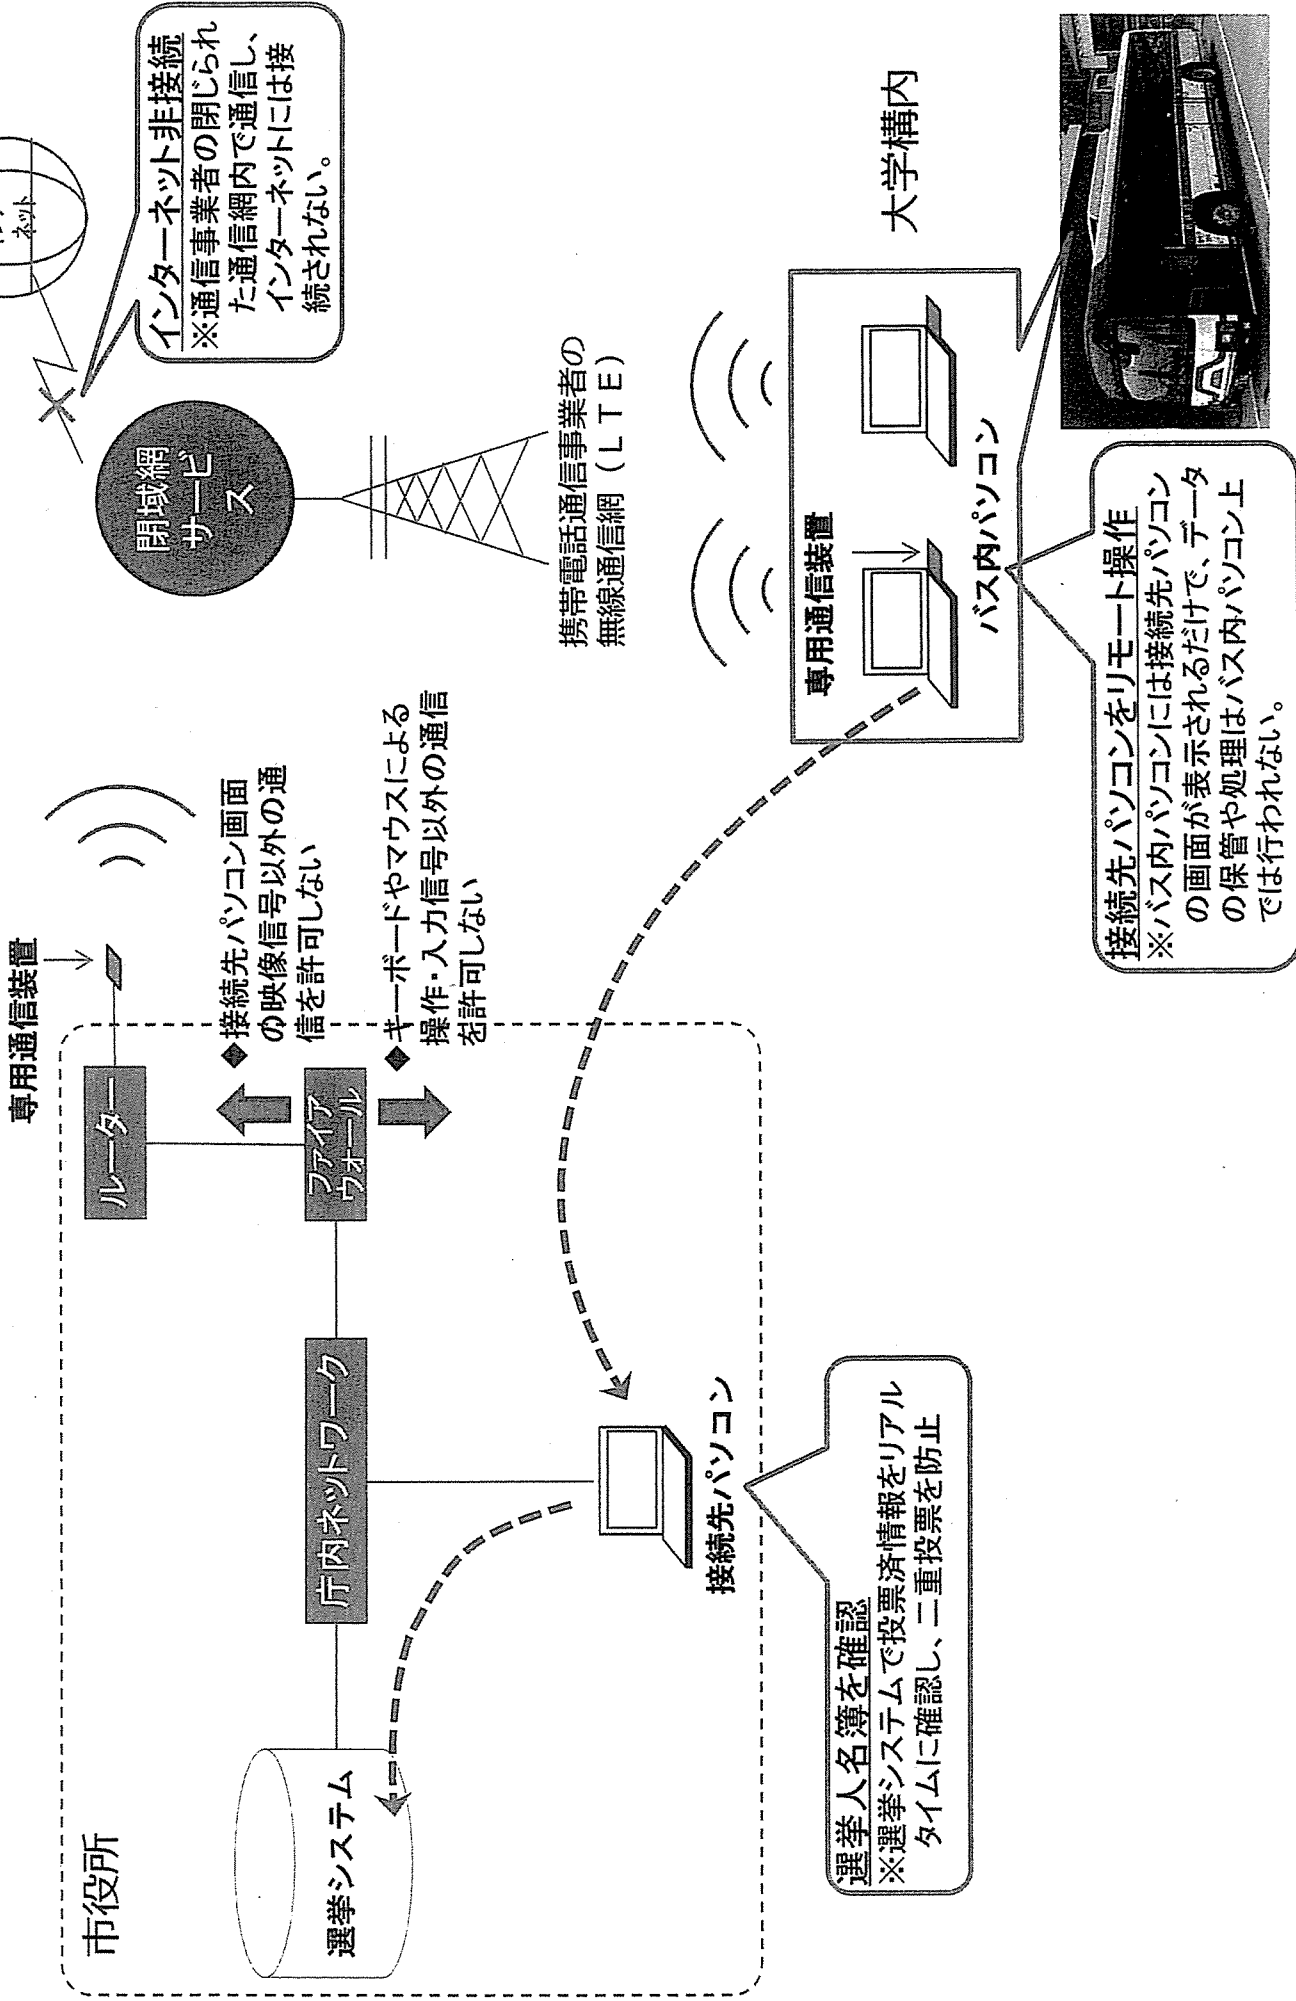 市役所
選挙システム
庁内ネットワーク
ファイア
ウォール
ルーター
専用通信装置
◆接続先パソコン画面
の映像信号以外の通
信を許可しない
◆キーボードやマウスによる
操作・入力信号以外の通信
を許可しない
接続先パソコン
選挙人名簿を確認
※選挙システムで投票済情報をリアル
タイムに確認し、二重投票を防止
閉域網
サービ
ス
ネット
インターネット非接続
※通信事業者の閉じられ
た通信網内で通信し、
インターネットには接
続されない。
携帯電話通信事業者の
無線通信網（ＬＴＥ）
専用通信装置
バス内パソコン
大学構内
接続先パソコンをリモート操作
※バス内パソコンには接続先パソコン
の画面が表示されるだけで、データ
の保管や処理はバス内パソコン上
では行われない。